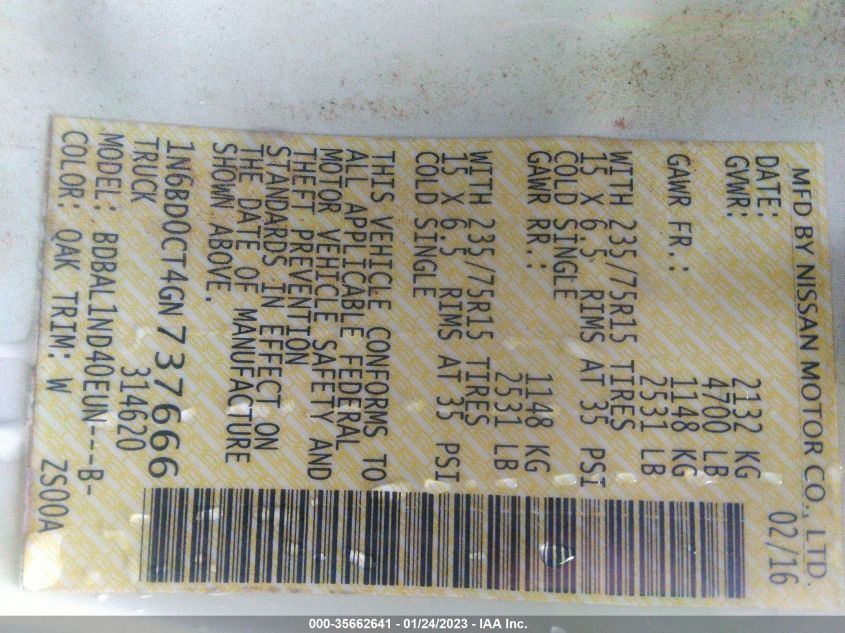 MFD BY NISSAN MOTOR CO., LTD.
DATE: 02/16
GVWR: 2132 KG
4700 LB
GAWR FR.: 1148 KG
2531 LB
WITH 235/75R15 TIRES
15 X 6.5 RIMS AT 35 PSI
COLD SINGLE
GAWR RR.: 1148 KG
2531 LB
WITH 235/75R15 TIRES
15 X 6.5 RIMS AT 35 PSI
COLD SINGLE
THIS VEHICLE CONFORMS TO
ALL APPLICABLE FEDERAL
MOTOR VEHICLE SAFETY AND
THEFT PREVENTION
STANDARDS IN EFFECT ON
THE DATE OF MANUFACTURE
SHOWN ABOVE.
1N6BD0CT4GN737666
TRUCK 314620
MODEL: BDBAL1ND40EUN---B-
COLOR: QAK TRIM: W ZS00A
000-35662641 - 01/24/2023 - IAA Inc.